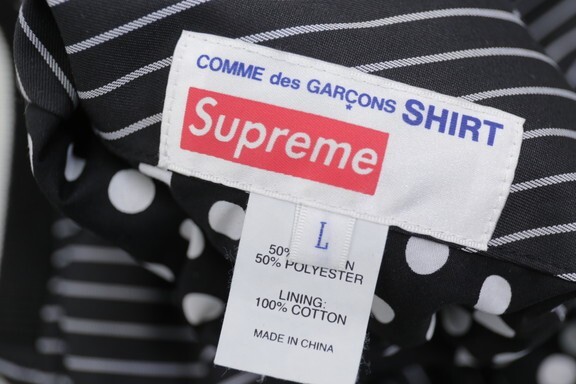 COMME des GARÇONS SHIRT
Supreme
L
50%
50% POLYESTER
LINING:
100% COTTON
MADE IN CHINA